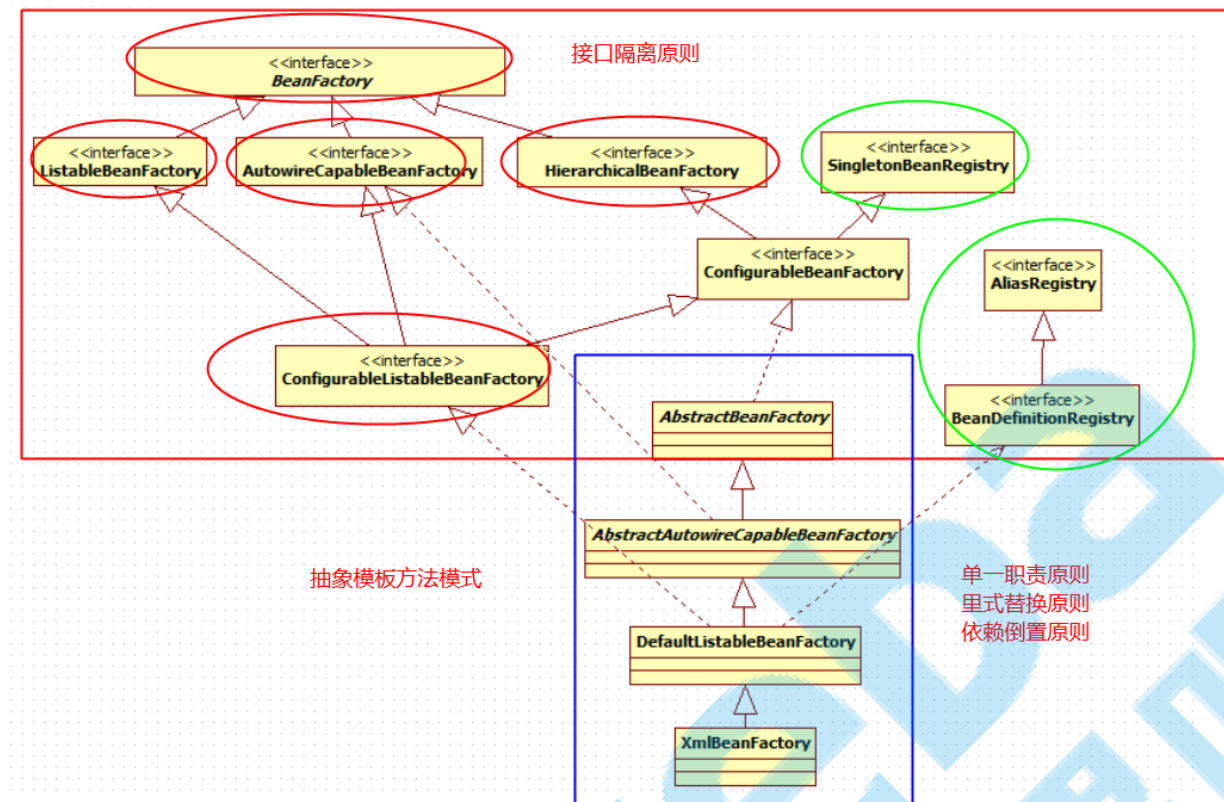 接口隔离原则
<<interface>>
BeanFactory
<<interface>>
ListableBeanFactory
<<interface>>
AutowireCapableBeanFactory
<<interface>>
HierarchicalBeanFactory
<<interface>>
SingletonBeanRegistry
<<interface>>
ConfigurableBeanFactory
<<interface>>
AliasRegistry
<<interface>>
ConfigurableListableBeanFactory
AbstractBeanFactory
<<interface>>
BeanDefinitionRegistry
AbstractAutowireCapableBeanFactory
抽象模板方法模式
单一职责原则
里式替换原则
依赖倒置原则
DefaultListableBeanFactory
XmlBeanFactory